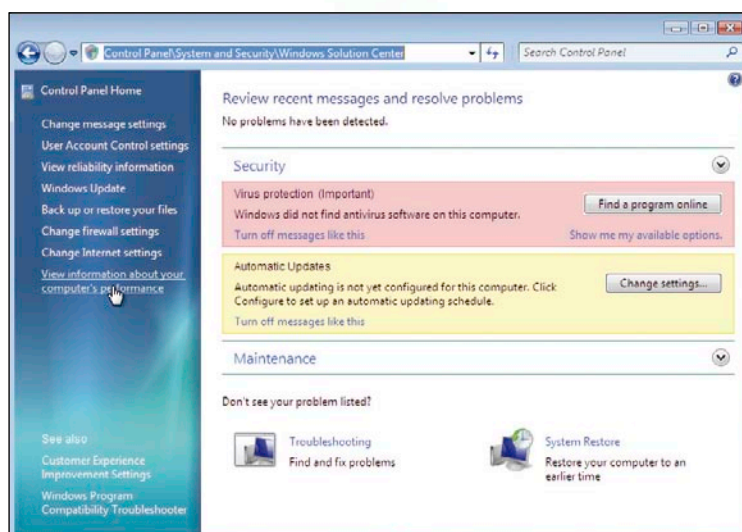 Control Panel\System and Security\Windows Solution Center
Search Control Panel
Control Panel Home
Change message settings
User Account Control settings
View reliability information
Windows Update
Back up or restore your files
Change firewall settings
Change Internet settings
View information about your
computer's performance
See also
Customer Experience
Improvement Settings
Windows Program
Compatibility Troubleshooter
Review recent messages and resolve problems
No problems have been detected.
Security
Virus protection (Important)
Windows did not find antivirus software on this computer.
Find a program online
Turn off messages like this
Show me my available options.
Automatic Updates
Automatic updating is not yet configured for this computer. Click
Configure to set up an automatic updating schedule.
Change settings...
Turn off messages like this
Maintenance
Don't see your problem listed?
Troubleshooting
Find and fix problems
System Restore
Restore your computer to an
earlier time